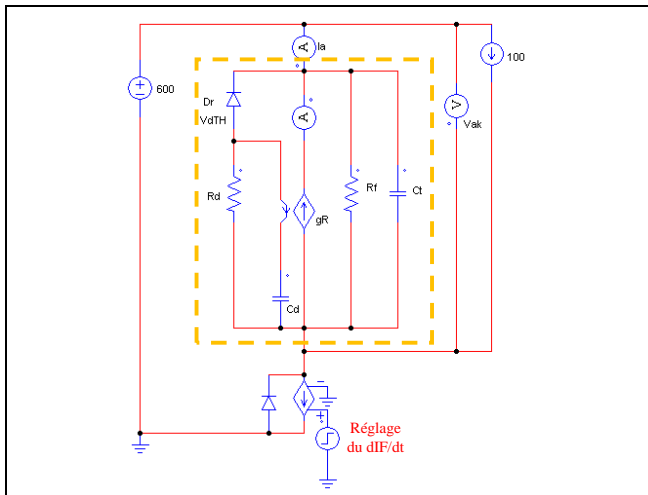 Ia
A
600
100
Dr
VdTH
A
V
Vak
Rd
gR
Rf
Ct
Cd
Réglage
du dIF/dt